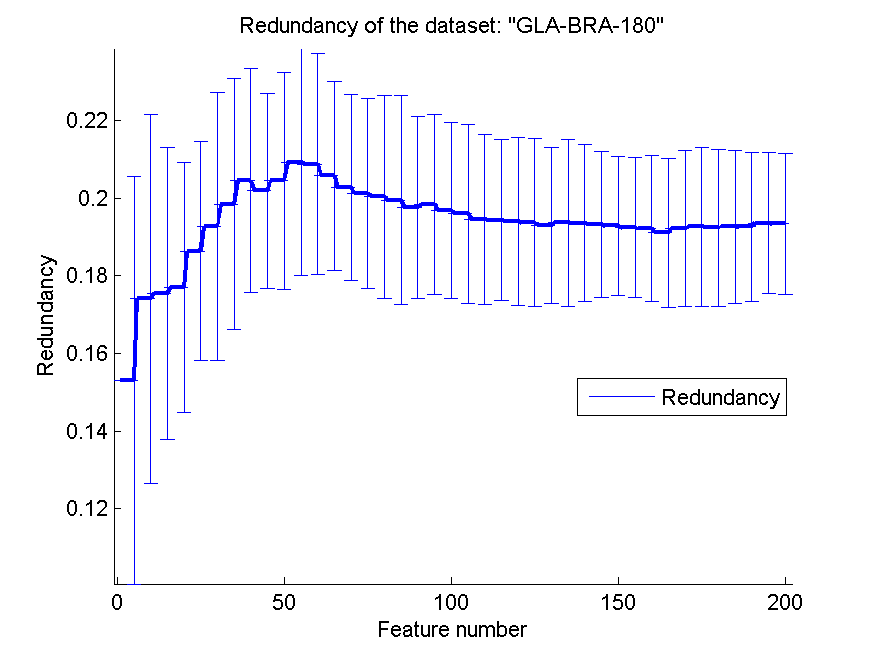 Redundancy of the dataset: "GLA-BRA-180"
0.22
0.2
0.18
0.16
0.14
0.12
Redundancy
Redundancy
0 50 100 150 200
Feature number